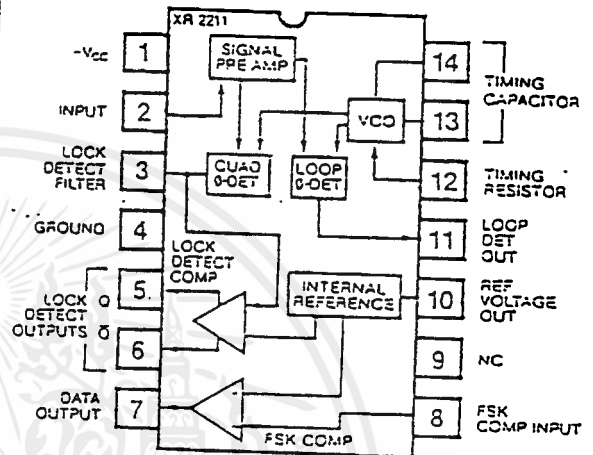 XR 2211
-Vcc
1
INPUT
2
LOCK
DETECT
FILTER
3
GROUND
4
LOCK
DETECT
OUTPUTS
Q
5
Q̅
6
DATA
OUTPUT
7
SIGNAL
PRE AMP
VCO
QUAD
Ø-DET
LOOP
Ø-DET
LOCK
DETECT
COMP
INTERNAL
REFERENCE
FSK COMP
14
TIMING
CAPACITOR
13
12
TIMING
RESISTOR
11
LOOP
DET
OUT
10
REF
VOLTAGE
OUT
9
NC
8
FSK
COMP INPUT